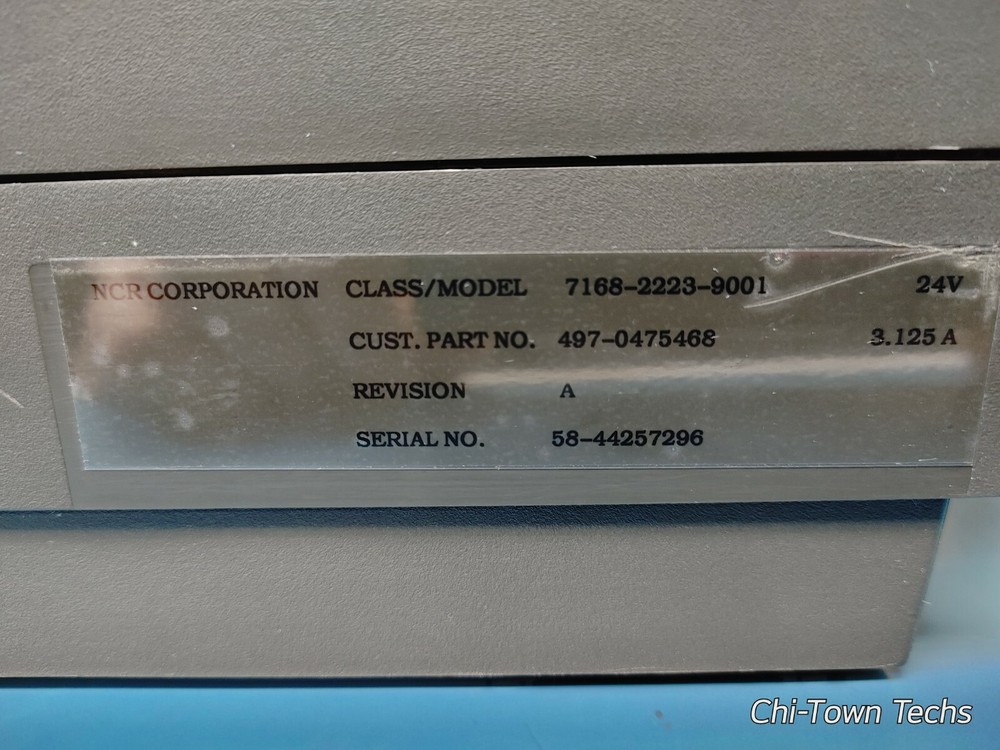 NCR CORPORATION CLASS/MODEL 7168-2223-9001 24V
CUST. PART NO. 497-0475468 3.125 A
REVISION A
SERIAL NO. 58-44257296
Chi-Town Techs